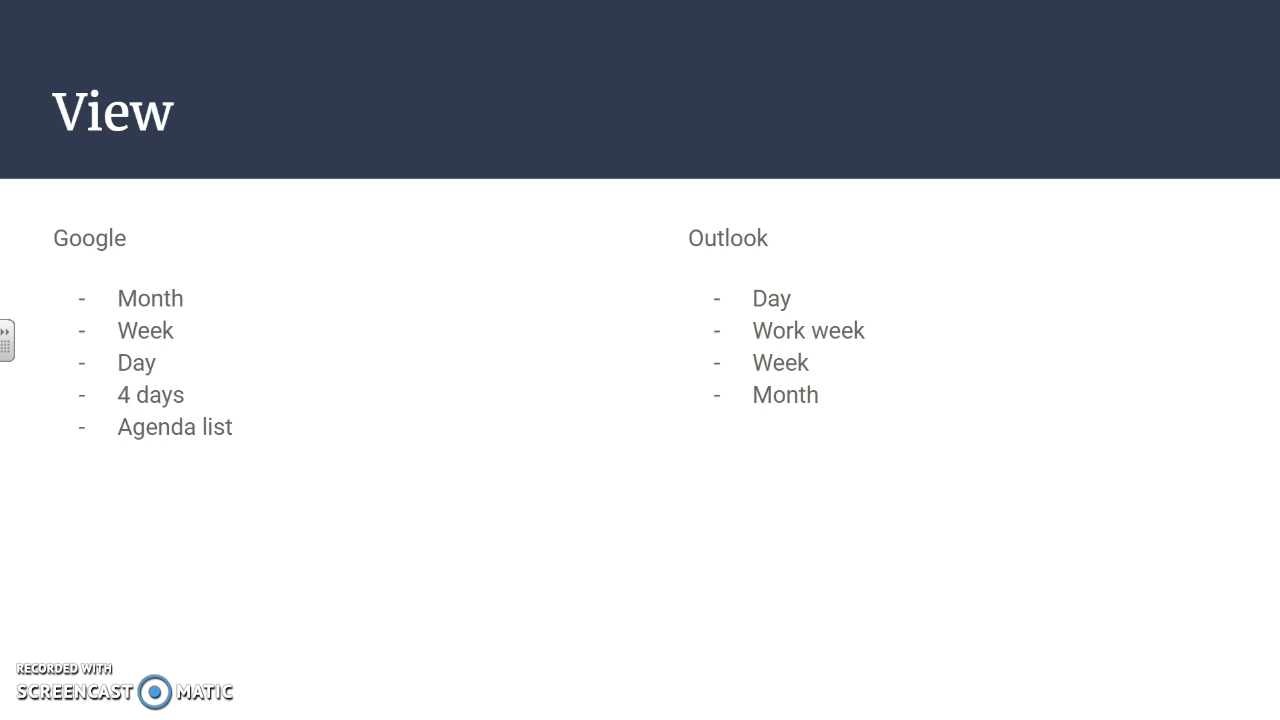 View
Google
- Month
- Week
- Day
- 4 days
- Agenda list
Outlook
- Day
- Work week
- Week
- Month
RECORDED WITH
SCREENCAST MATIC